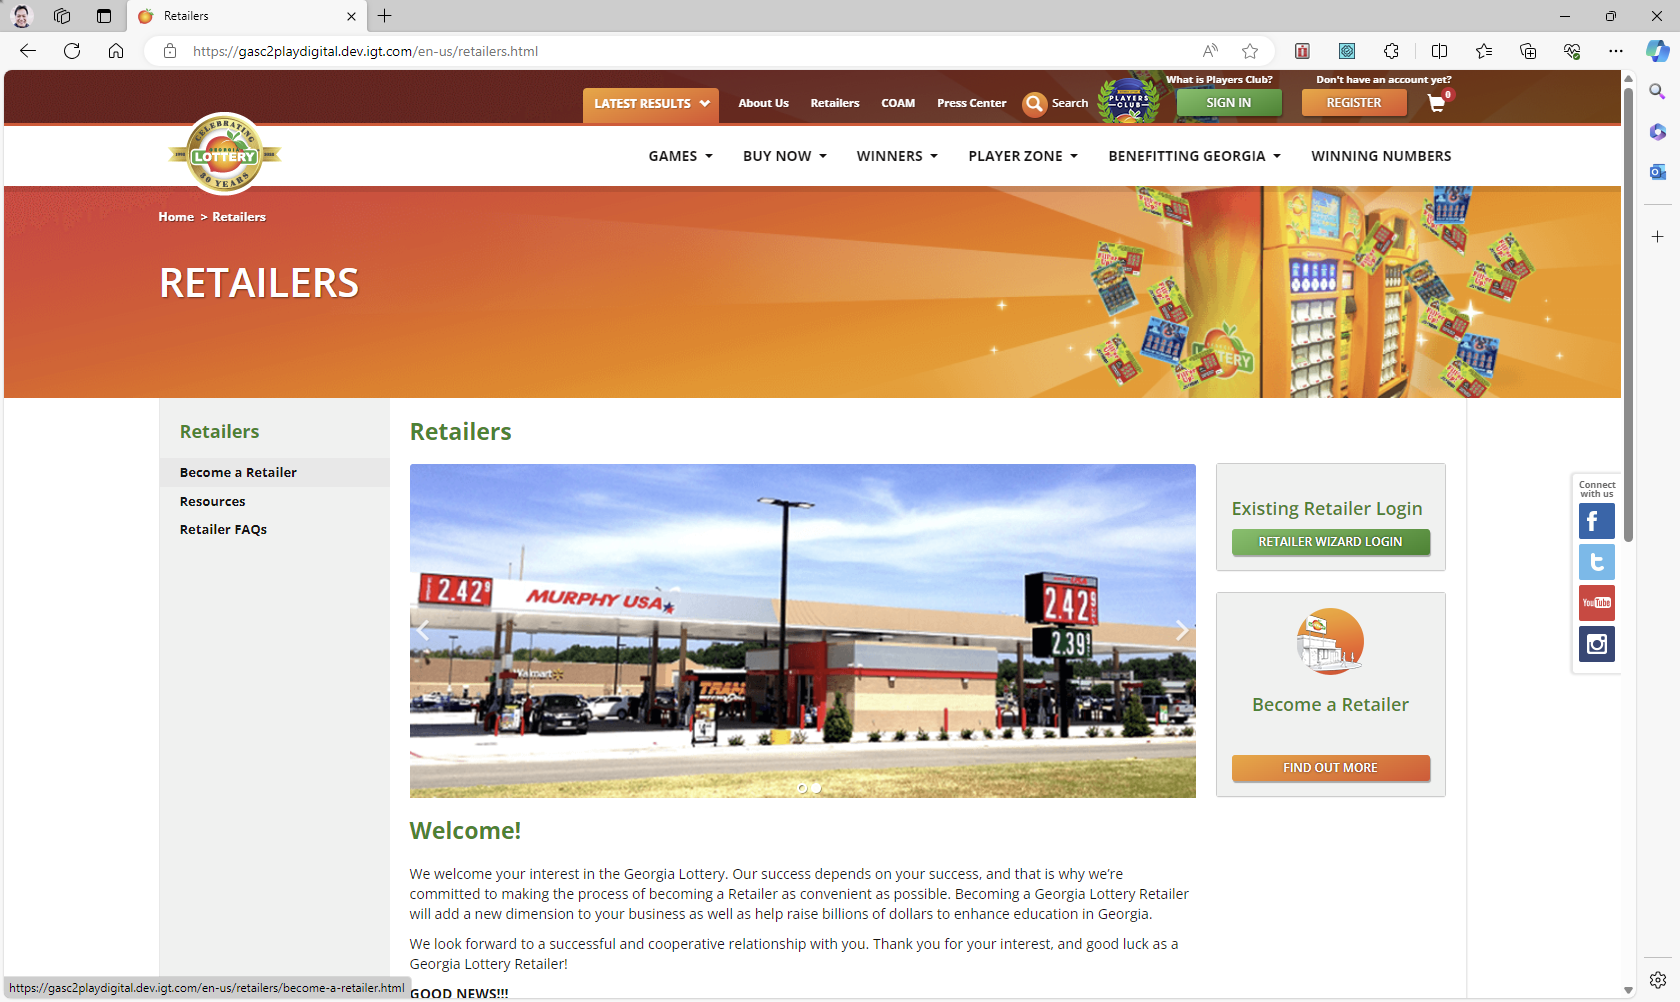 Retailers
https://gasc2playdigital.dev.igt.com/en-us/retailers.html
What is Players Club?
Don't have an account yet?
LATEST RESULTS
About Us
Retailers
COAM
Press Center
Search
PLAYERS
CLUB
SIGN IN
REGISTER
0
CELEBRATING
GEORGIA
LOTTERY
30 YEARS
GAMES
BUY NOW
WINNERS
PLAYER ZONE
BENEFITTING GEORGIA
WINNING NUMBERS
Home > Retailers
RETAILERS
LOTTERY
Retailers
Become a Retailer
Resources
Retailer FAQs
Retailers
2.42 9
MURPHY USA
USA
2.42 9
2.39 9
Walmart
Existing Retailer Login
RETAILER WIZARD LOGIN
Become a Retailer
FIND OUT MORE
Connect
with us
YouTube
Welcome!
We welcome your interest in the Georgia Lottery. Our success depends on your success, and that is why we're
committed to making the process of becoming a Retailer as convenient as possible. Becoming a Georgia Lottery Retailer
will add a new dimension to your business as well as help raise billions of dollars to enhance education in Georgia.
We look forward to a successful and cooperative relationship with you. Thank you for your interest, and good luck as a
Georgia Lottery Retailer!
GOOD NEWS!!!
https://gasc2playdigital.dev.igt.com/en-us/retailers/become-a-retailer.html